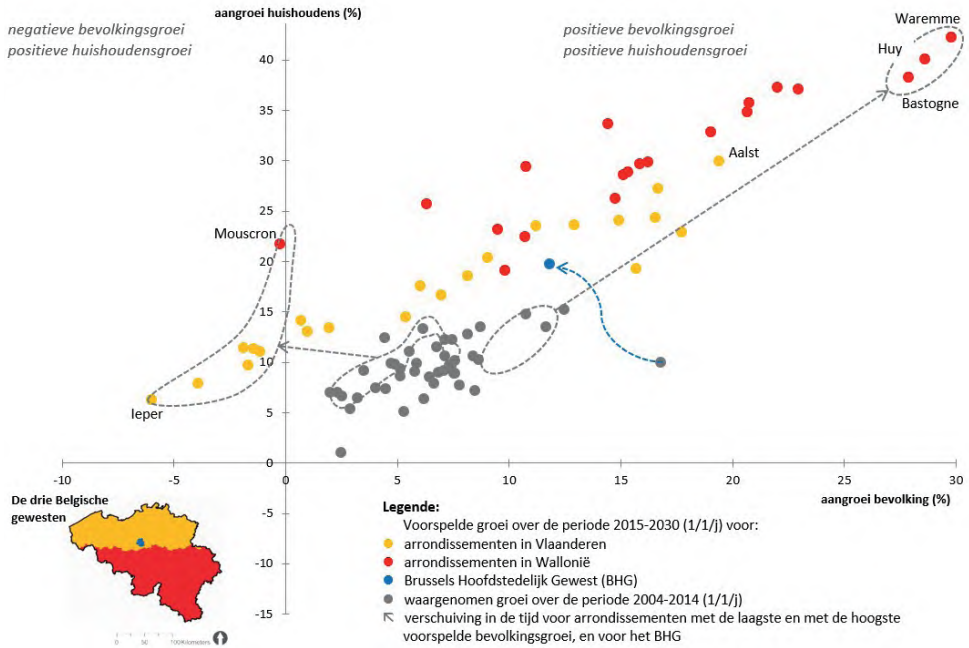 aangroei huishoudens (%)
negatieve bevolkingsgroei
positieve huishoudensgroei
positieve bevolkingsgroei
positieve huishoudensgroei
Waremme
Huy
Bastogne
Aalst
Mouscron
Ieper
40
35
30
25
20
15
10
5
0
-5
-10
-15
-10
-5
0
5
10
15
20
25
30
aangroei bevolking (%)
De drie Belgische
gewesten
0 50 100 Kilometers
Legende:
Voorspelde groei over de periode 2015-2030 (1/1/j) voor:
arrondissementen in Vlaanderen
arrondissementen in Wallonië
Brussels Hoofdstedelijk Gewest (BHG)
waargenomen groei over de periode 2004-2014 (1/1/j)
verschuiving in de tijd voor arrondissementen met de laagste en met de hoogste
voorspelde bevolkingsgroei, en voor het BHG